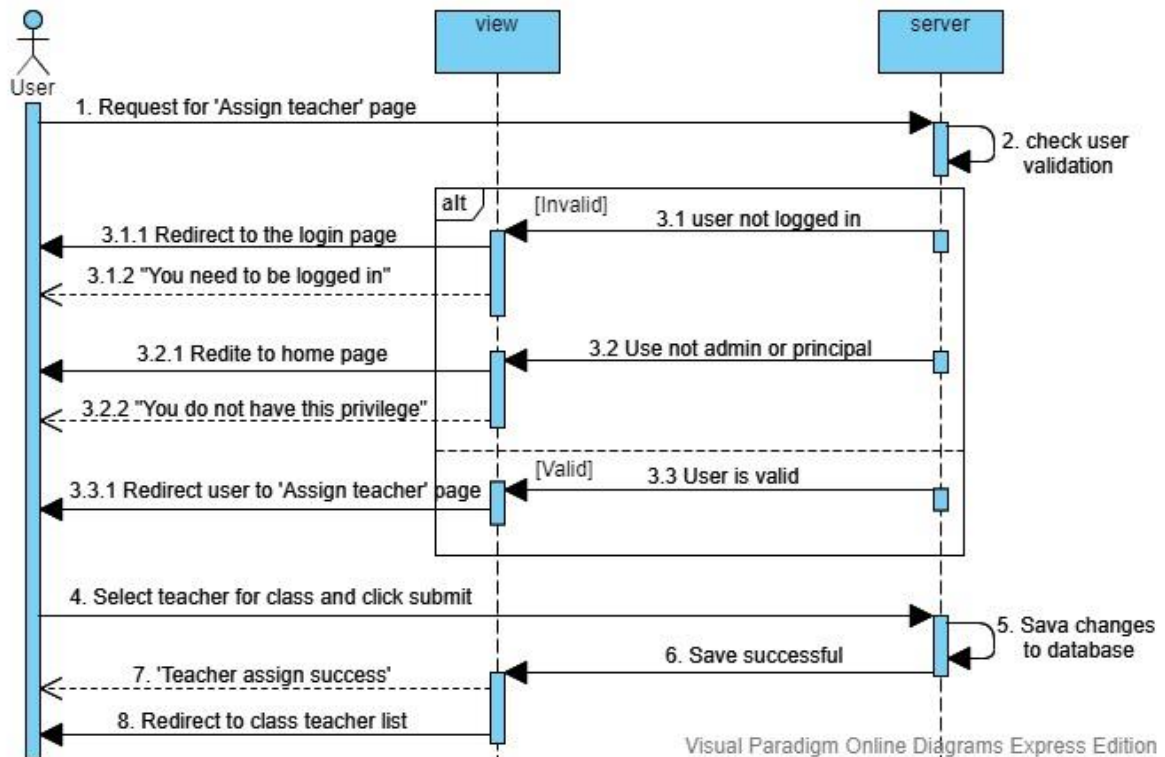 view
server
User
1. Request for 'Assign teacher' page
2. check user
validation
alt
[Invalid]
3.1 user not logged in
3.1.1 Redirect to the login page
3.1.2 "You need to be logged in"
3.2 Use not admin or principal
3.2.1 Redite to home page
3.2.2 "You do not have this privilege"
[Valid]
3.3 User is valid
3.3.1 Redirect user to 'Assign teacher' page
4. Select teacher for class and click submit
5. Sava changes
to database
6. Save successful
7. 'Teacher assign success'
8. Redirect to class teacher list
Visual Paradigm Online Diagrams Express Edition